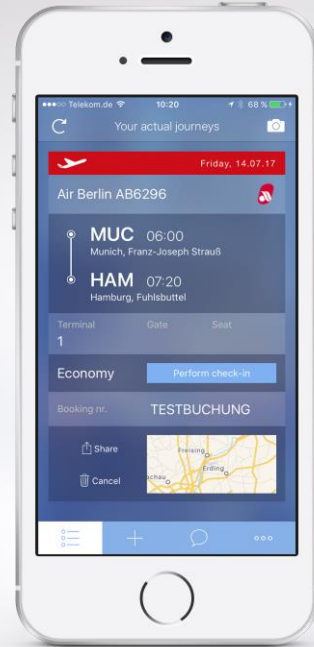 Telekom.de 10:20 68 %
Your actual journeys
Friday, 14.07.17
Air Berlin AB6296
MUC 06:00
Munich, Franz-Joseph Strauß
HAM 07:20
Hamburg, Fuhlsbuttel
Terminal Gate Seat
1
Economy Perform check-in
Booking nr. TESTBUCHUNG
Share
Freising
Erding
achau
Cancel